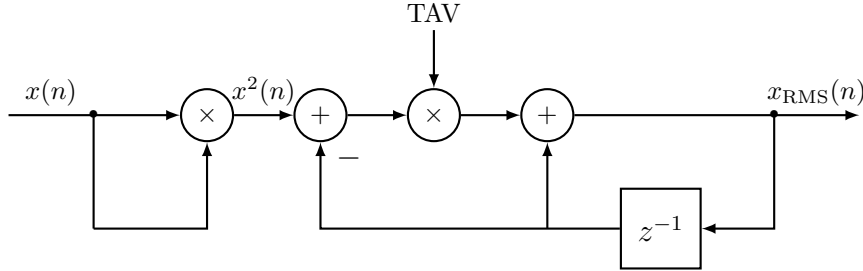 TAV
x(n)
×
x²(n)
+
×
+
x_RMS(n)
−
z⁻¹